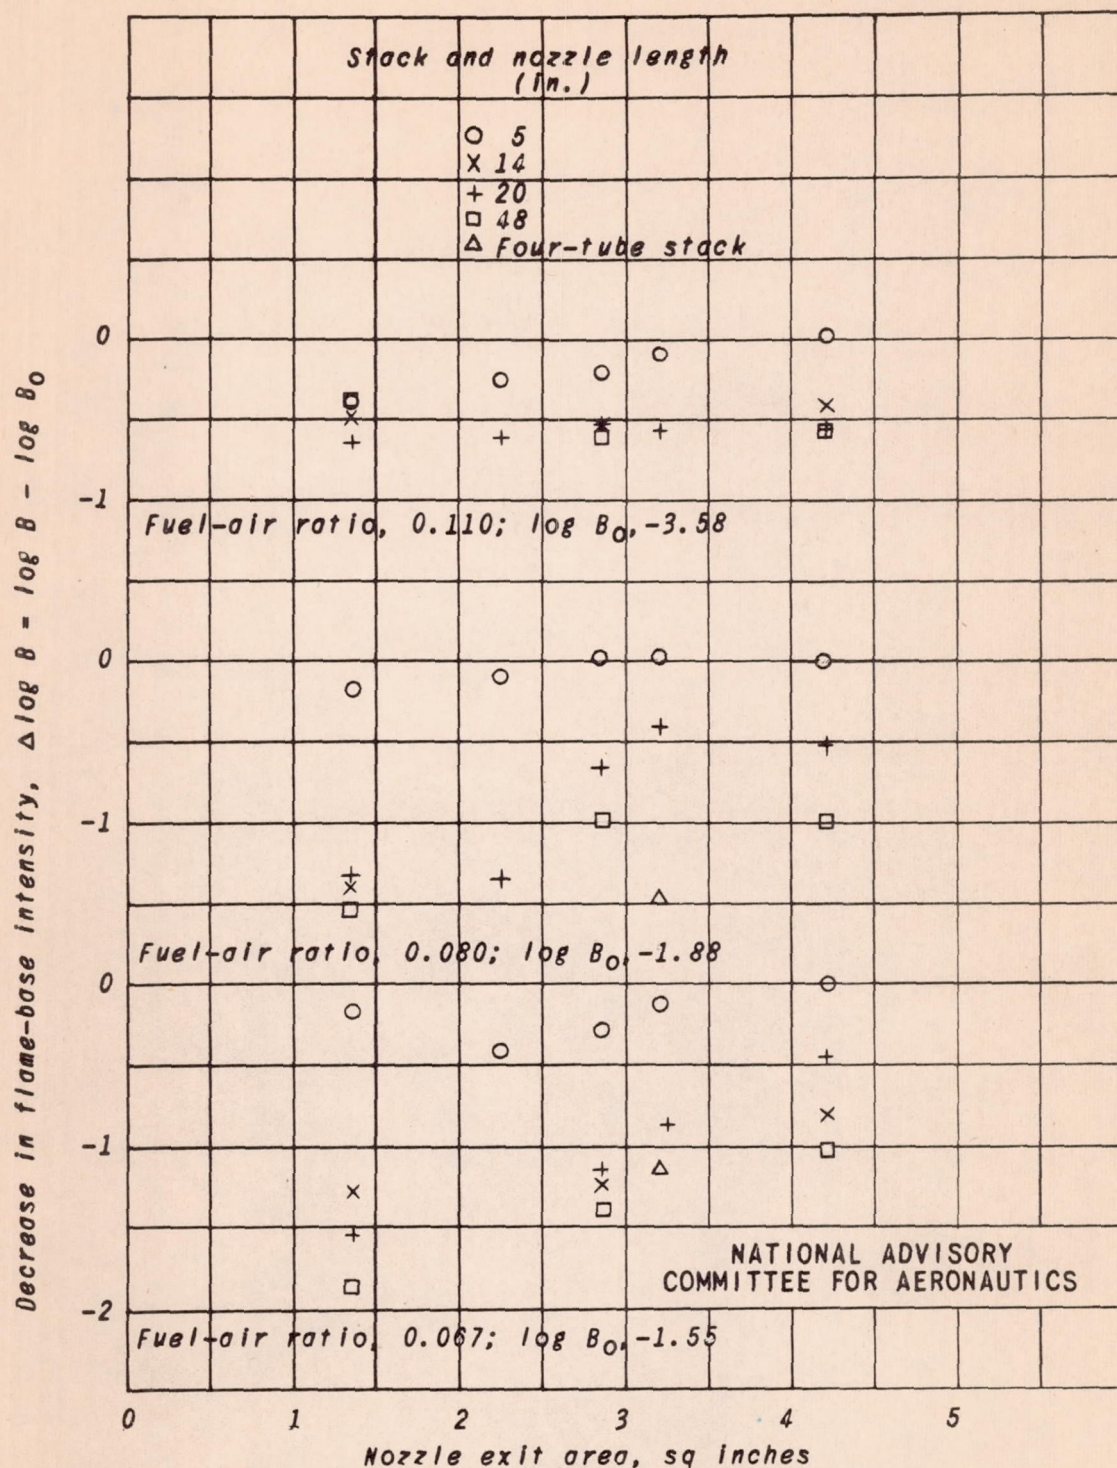 Stack and nozzle length
(in.)
○ 5
× 14
+ 20
□ 48
△ Four-tube stack
0
-1
Fuel-air ratio, 0.110; log B₀, -3.58
0
-1
Fuel-air ratio, 0.080; log B₀, -1.88
0
-1
NATIONAL ADVISORY
COMMITTEE FOR AERONAUTICS
-2
Fuel-air ratio, 0.067; log B₀, -1.55
0 1 2 3 4 5
Nozzle exit area, sq inches
Decrease in flame-base intensity, Δlog B = log B - log B₀